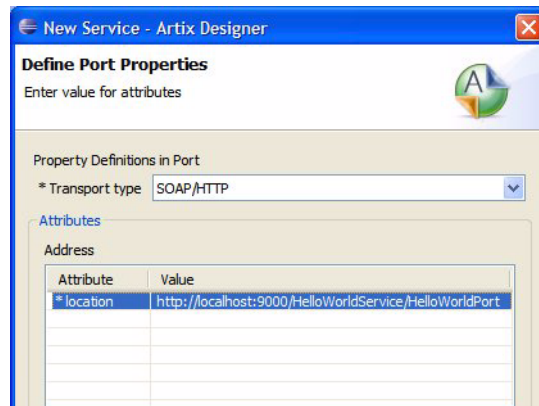 New Service - Artix Designer
Define Port Properties
Enter value for attributes
A
Property Definitions in Port
* Transport type SOAP/HTTP
Attributes
Address
Attribute Value
* location http://localhost:9000/HelloWorldService/HelloWorldPort